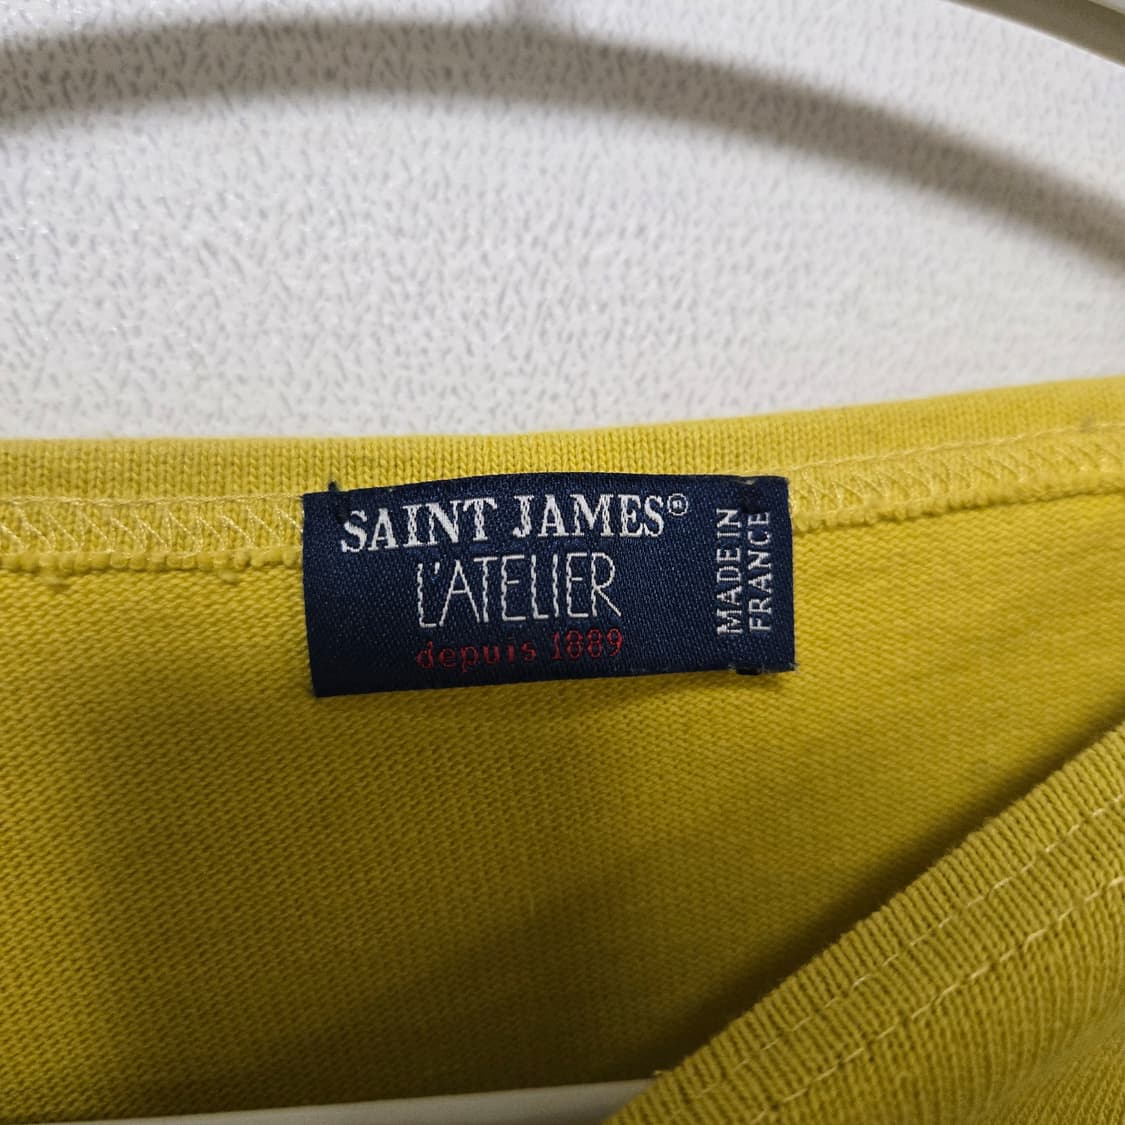 SAINT JAMES®
L'ATELIER
depuis 1889
MADE IN
FRANCE